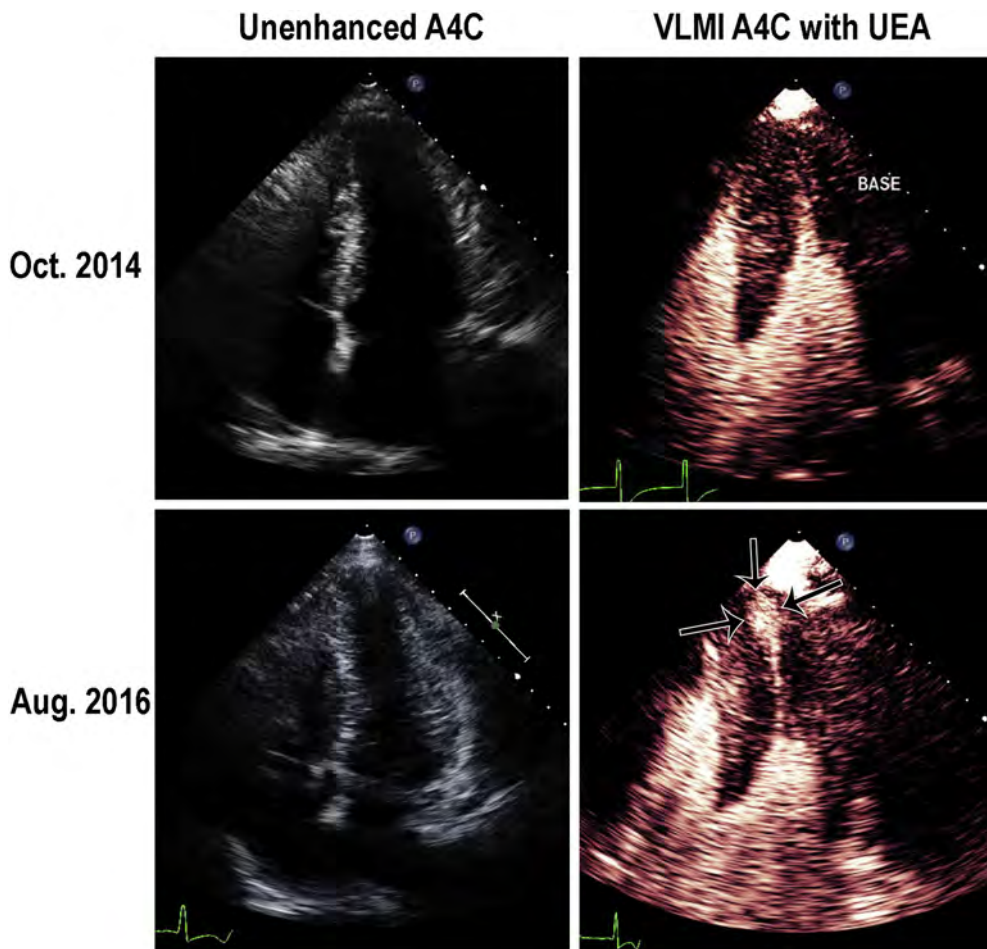 Unenhanced A4C
VLMI A4C with UEA
Oct. 2014
P
P
BASE
Aug. 2016
P
P